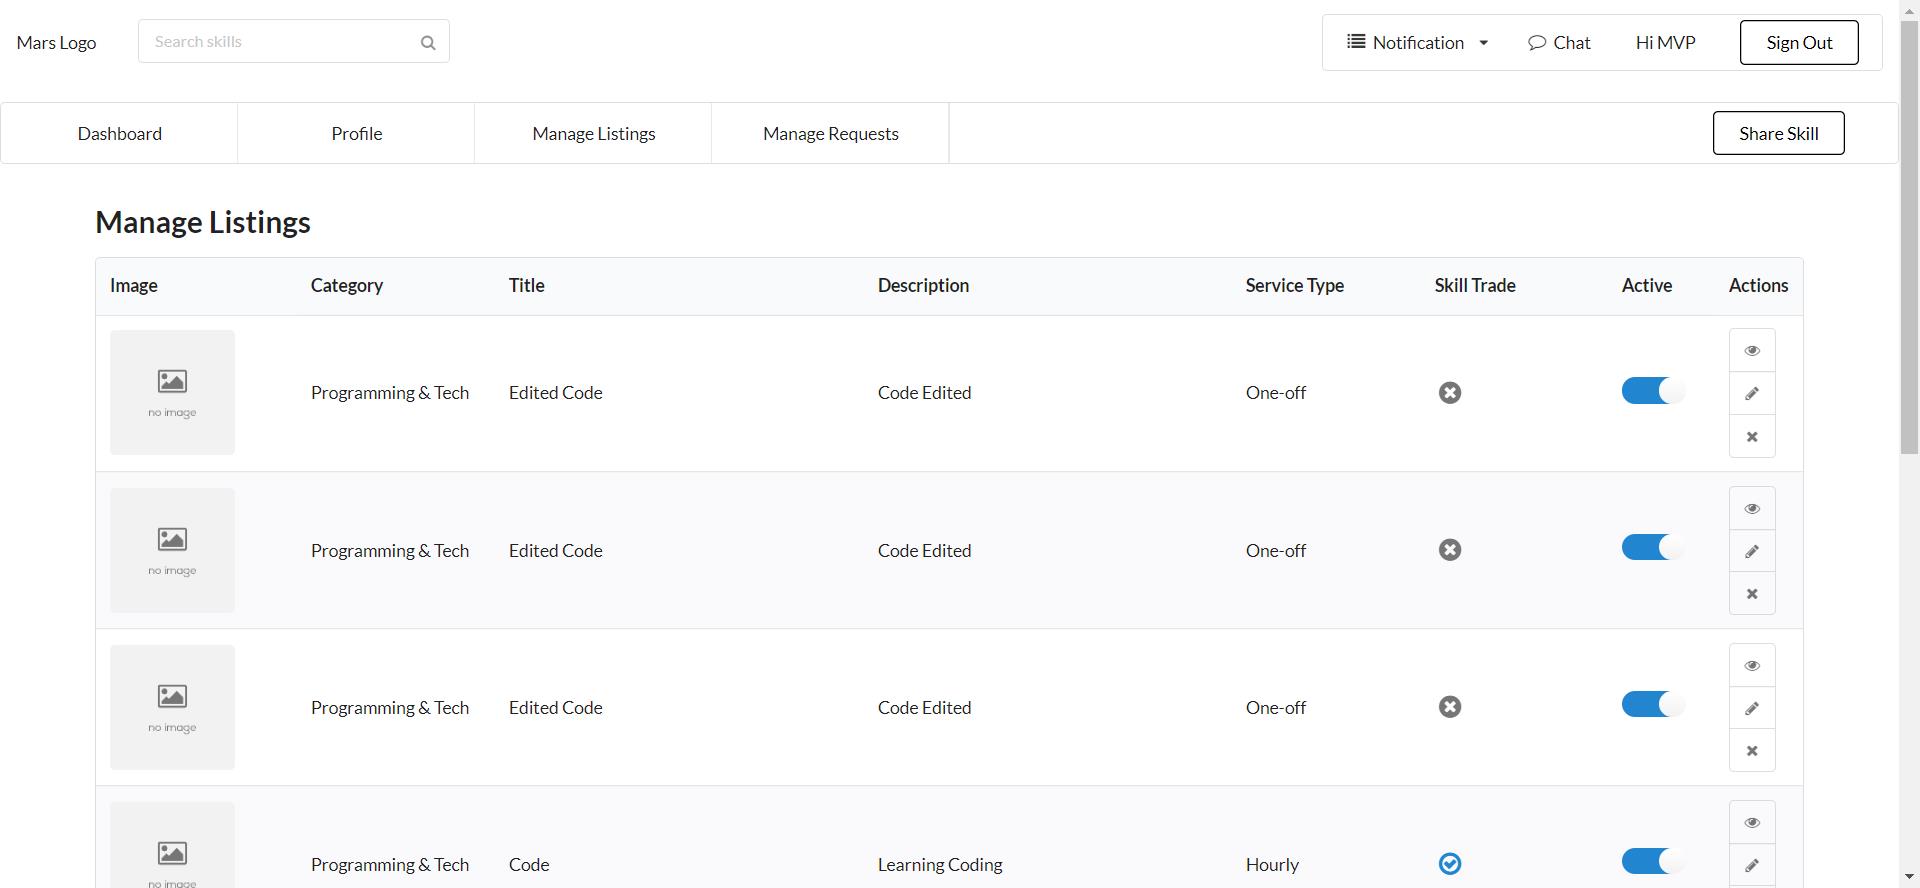 Mars Logo
Search skills
Notification
Chat
Hi MVP
Sign Out
Dashboard
Profile
Manage Listings
Manage Requests
Share Skill
Manage Listings
Image Category Title Description Service Type Skill Trade Active Actions
no image
Programming & Tech Edited Code Code Edited One-off
no image
Programming & Tech Edited Code Code Edited One-off
no image
Programming & Tech Edited Code Code Edited One-off
no image
Programming & Tech Code Learning Coding Hourly